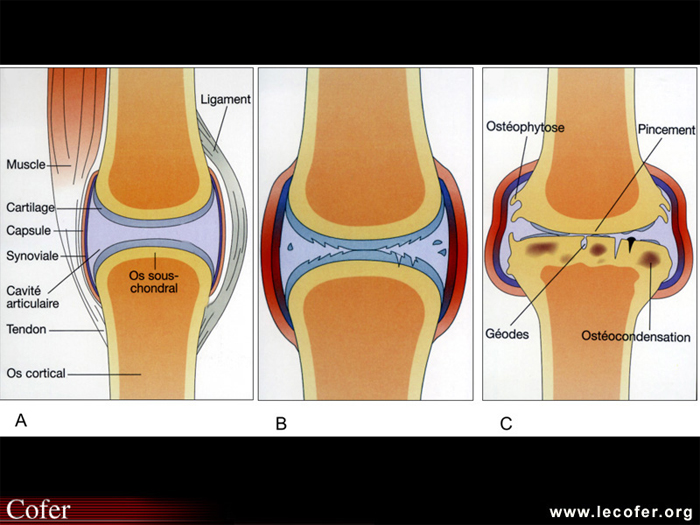 Ligament
Muscle
Cartilage
Capsule
Synoviale
Cavité
articulaire
Tendon
Os cortical
Os sous-
chondral
A
B
Ostéophytose
Pincement
Géodes
Ostéocondensation
C
Cofer
www.lecofer.org